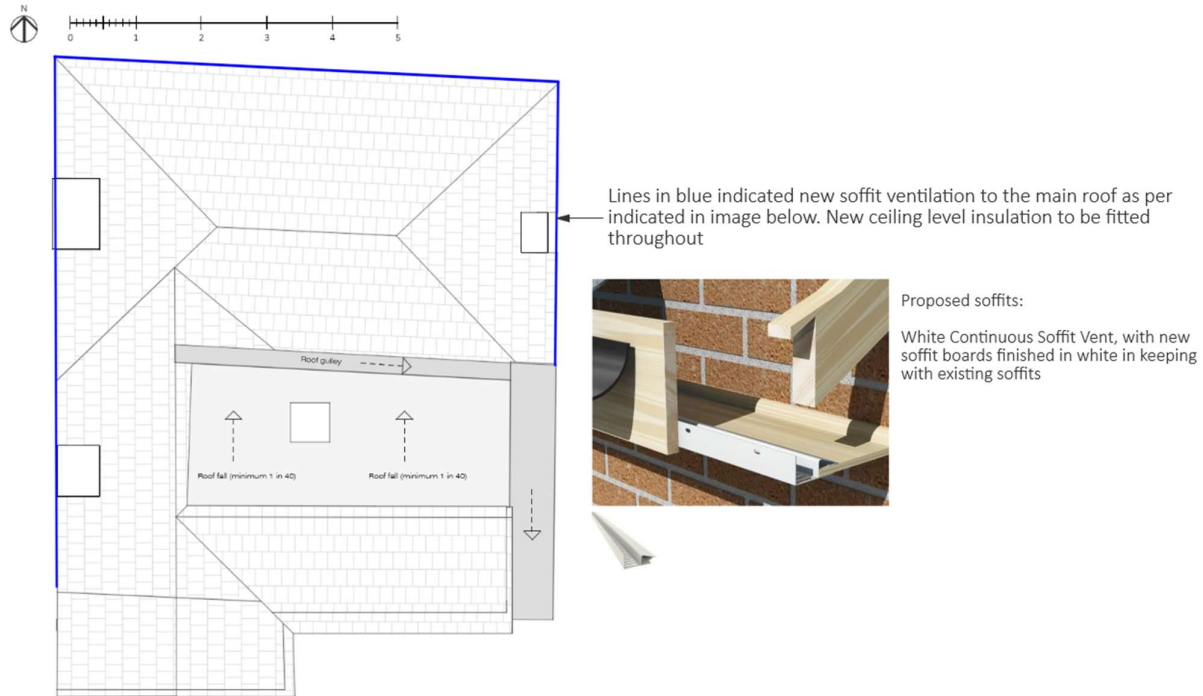 N
0 1 2 3 4 5
Lines in blue indicated new soffit ventilation to the main roof as per
indicated in image below. New ceiling level insulation to be fitted
throughout
Proposed soffits:
White Continuous Soffit Vent, with new
soffit boards finished in white in keeping
with existing soffits
Roof gulley
Roof fall (minimum 1 in 40)
Roof fall (minimum 1 in 40)